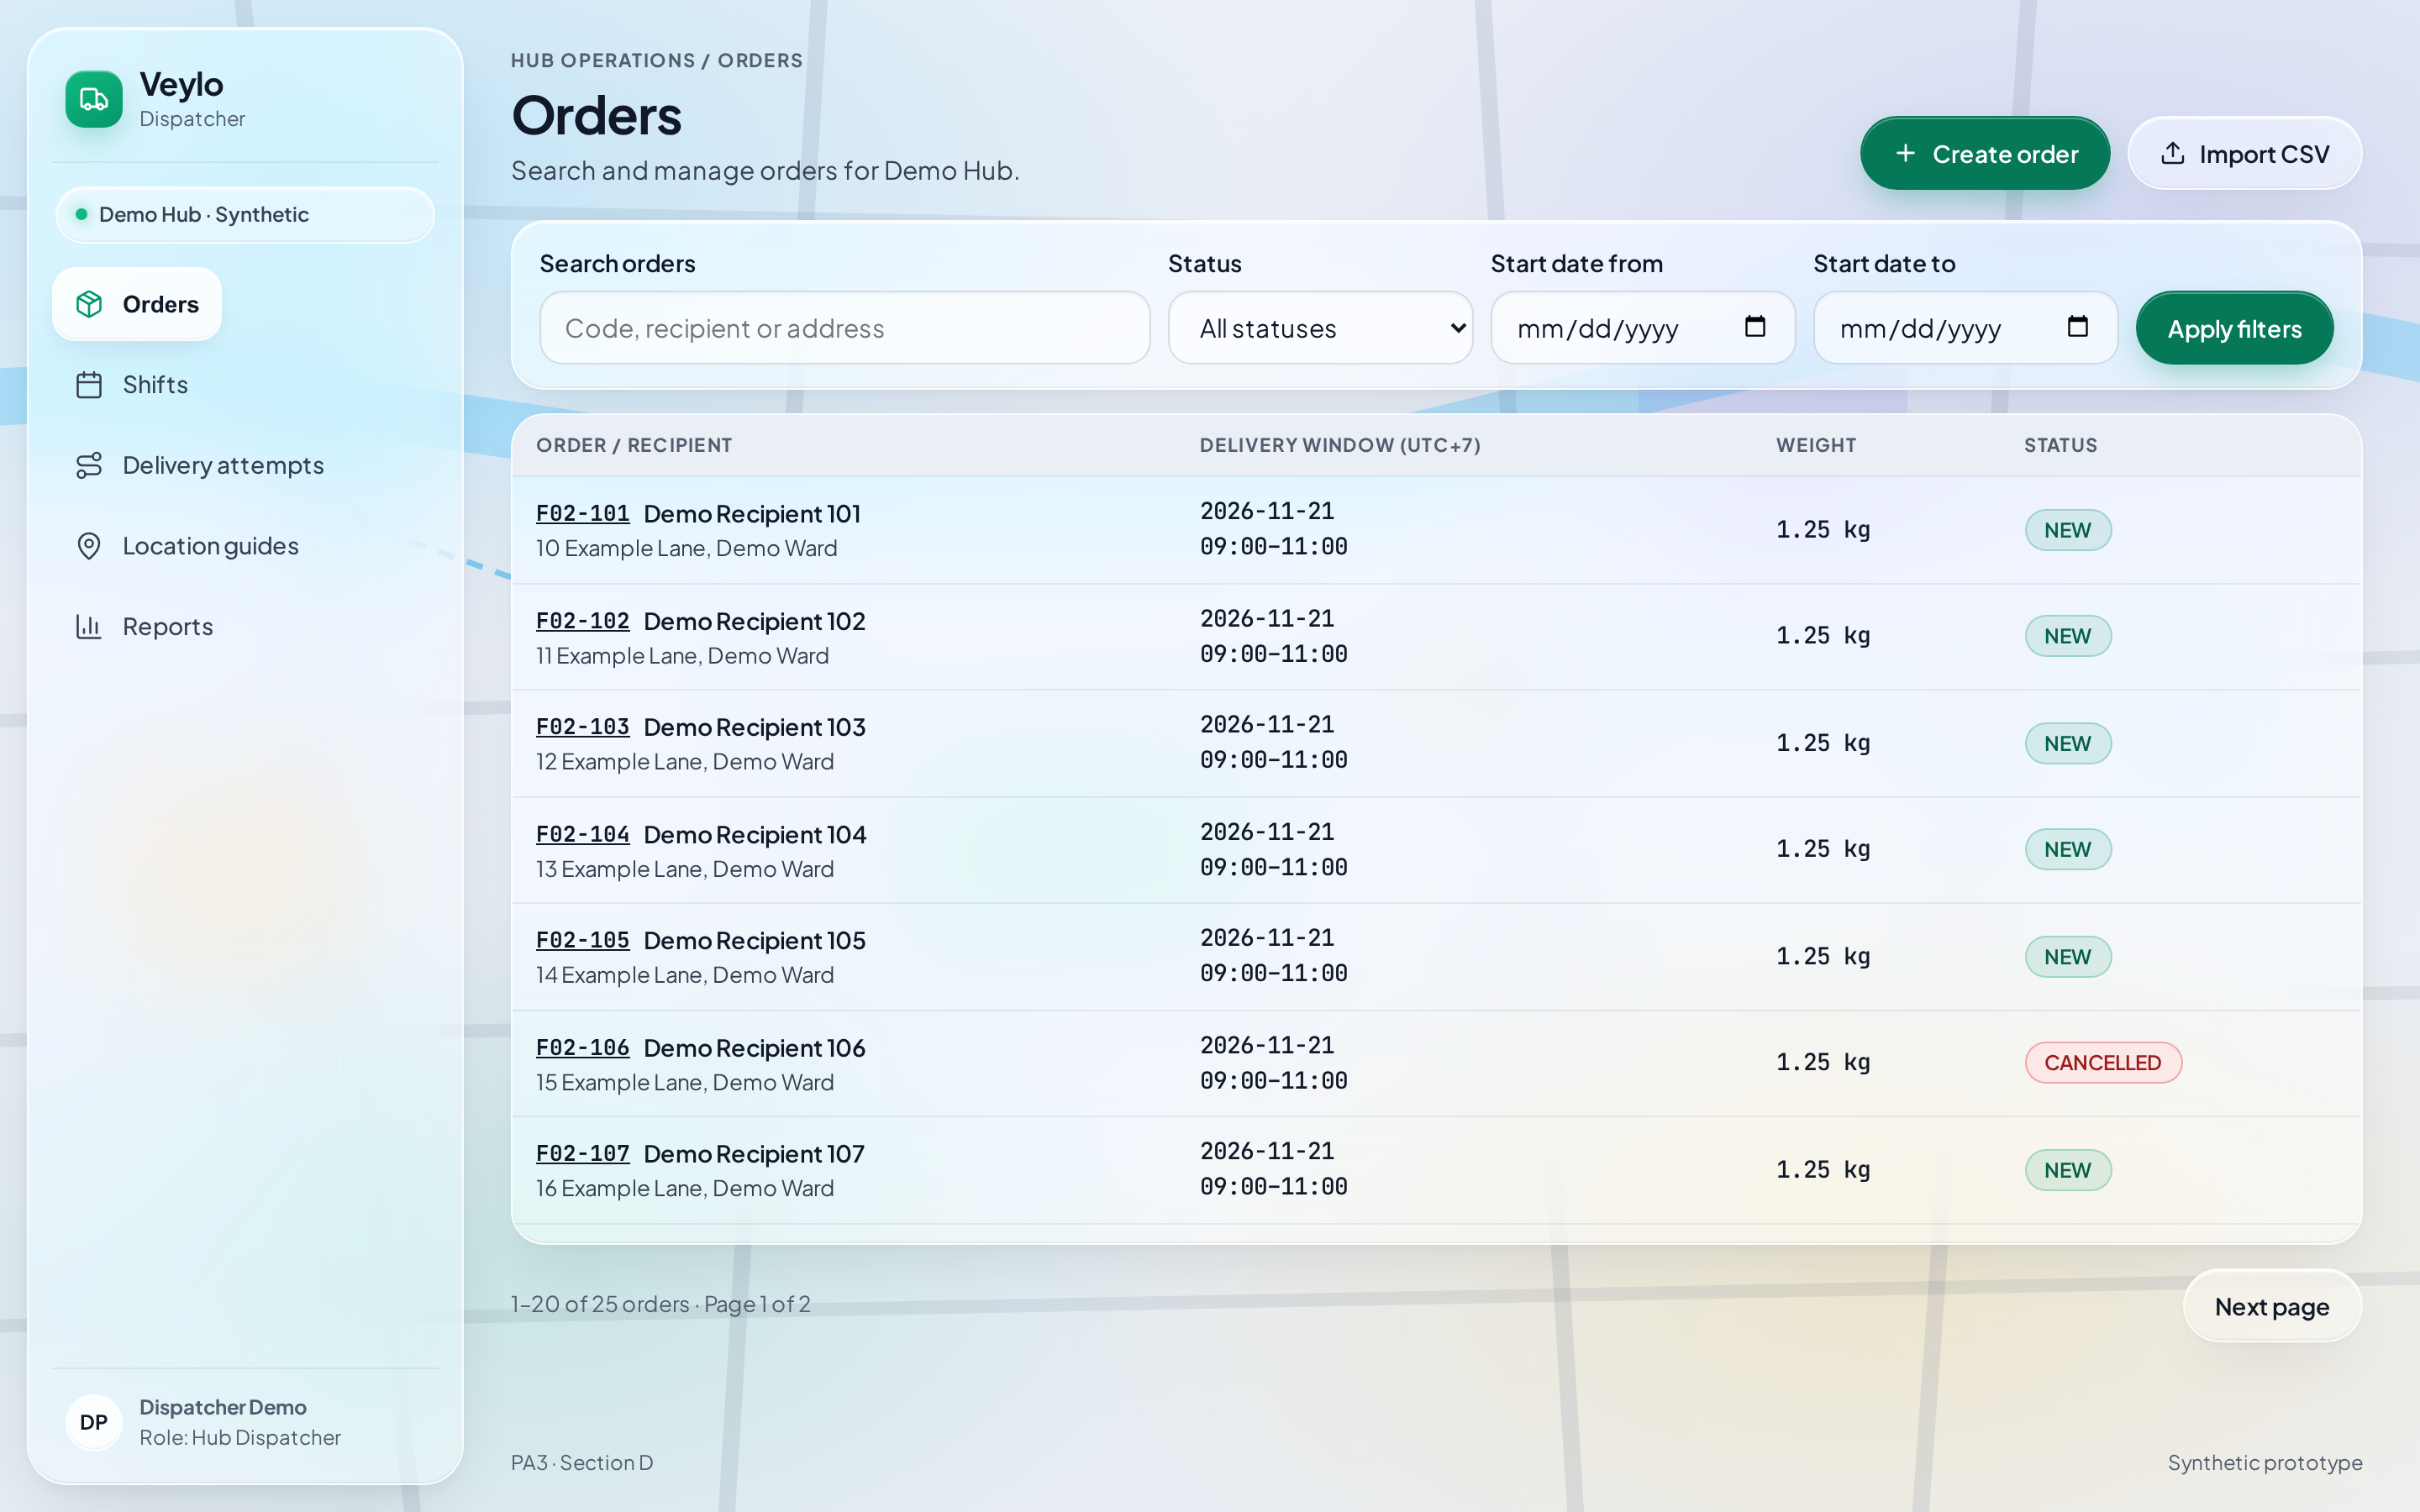 Veylo
Dispatcher
Demo Hub · Synthetic
Orders
Shifts
Delivery attempts
Location guides
Reports
DP
Dispatcher Demo
Role: Hub Dispatcher
HUB OPERATIONS / ORDERS
Orders
Search and manage orders for Demo Hub.
Create order
Import CSV
Search orders
Status
Start date from
Start date to
Code, recipient or address
All statuses
mm/dd/yyyy
mm/dd/yyyy
Apply filters
ORDER / RECIPIENT DELIVERY WINDOW (UTC+7) WEIGHT STATUS
F02-101 Demo Recipient 101
10 Example Lane, Demo Ward
2026-11-21
09:00–11:00
1.25 kg
NEW
F02-102 Demo Recipient 102
11 Example Lane, Demo Ward
2026-11-21
09:00–11:00
1.25 kg
NEW
F02-103 Demo Recipient 103
12 Example Lane, Demo Ward
2026-11-21
09:00–11:00
1.25 kg
NEW
F02-104 Demo Recipient 104
13 Example Lane, Demo Ward
2026-11-21
09:00–11:00
1.25 kg
NEW
F02-105 Demo Recipient 105
14 Example Lane, Demo Ward
2026-11-21
09:00–11:00
1.25 kg
NEW
F02-106 Demo Recipient 106
15 Example Lane, Demo Ward
2026-11-21
09:00–11:00
1.25 kg
CANCELLED
F02-107 Demo Recipient 107
16 Example Lane, Demo Ward
2026-11-21
09:00–11:00
1.25 kg
NEW
1–20 of 25 orders · Page 1 of 2
Next page
PA3 · Section D
Synthetic prototype